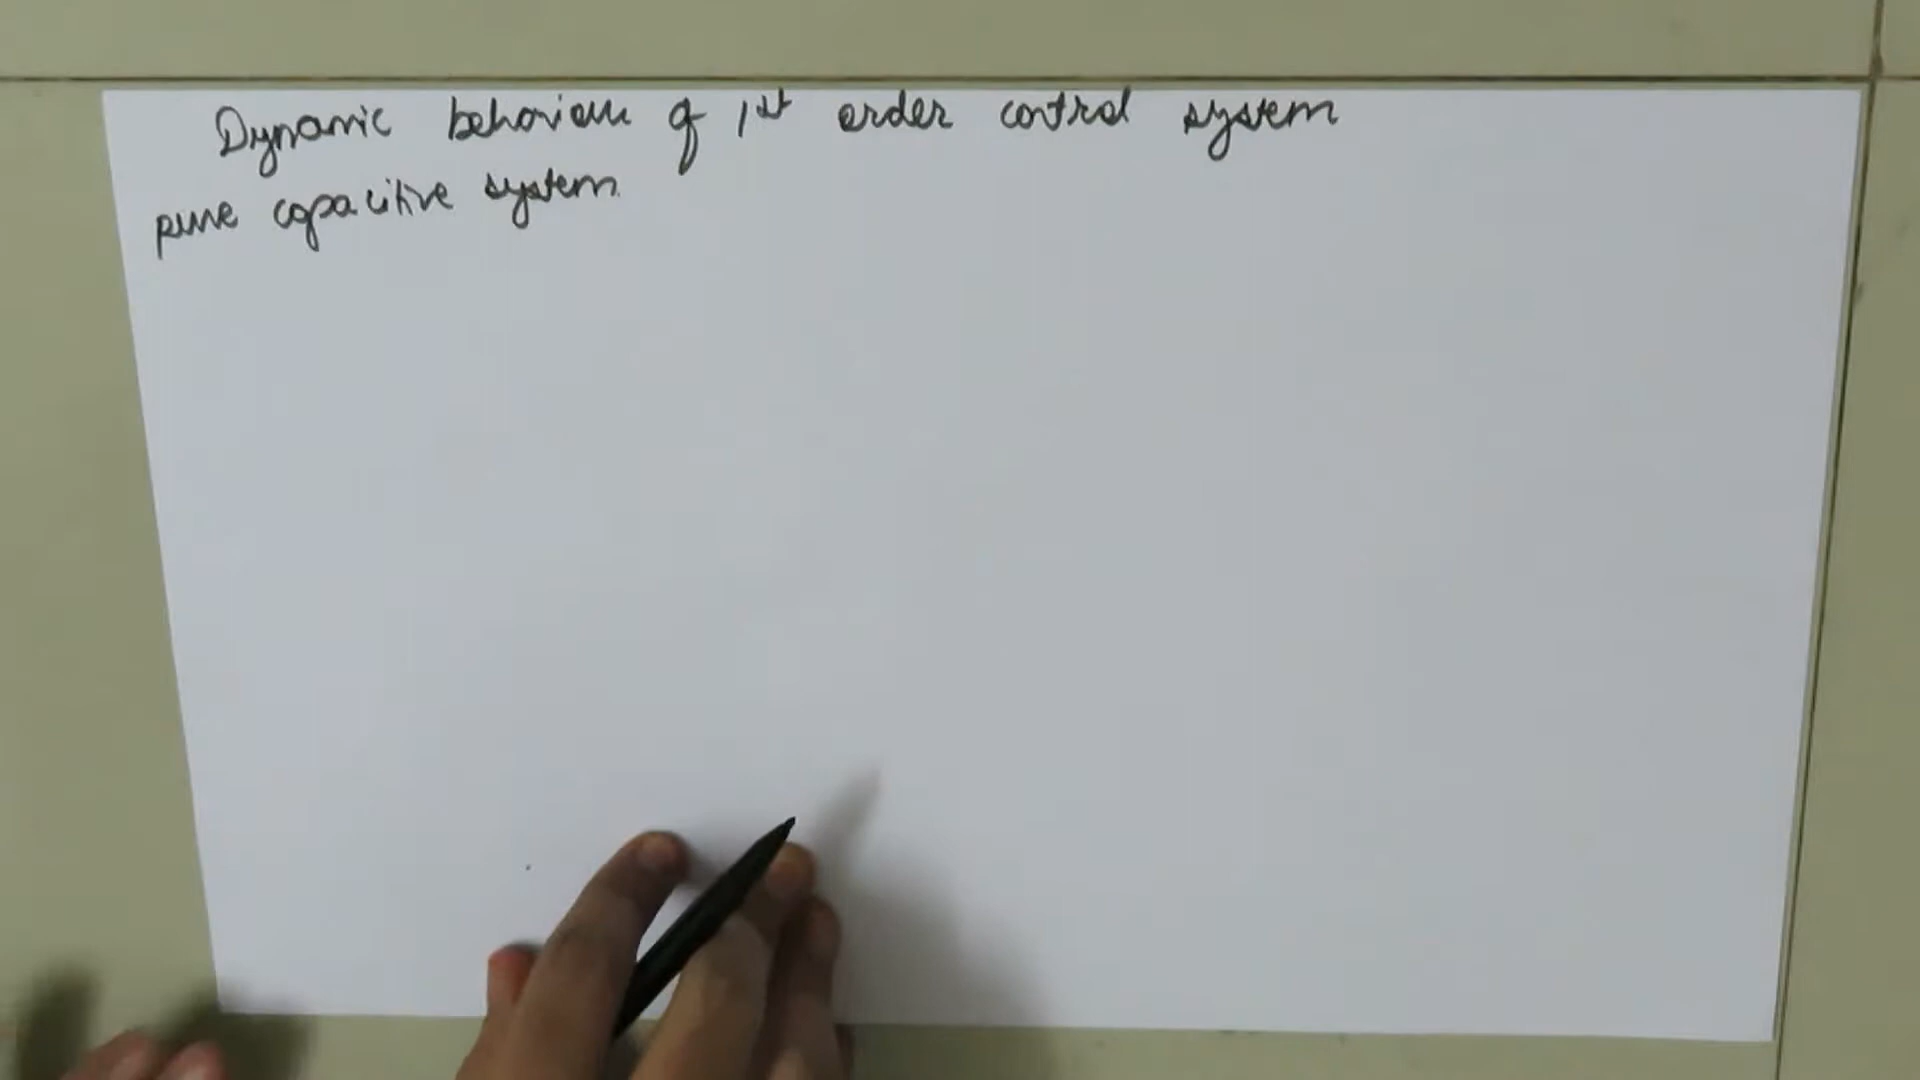 Dynamic behaviour of 1st order control system
pure capacitive system